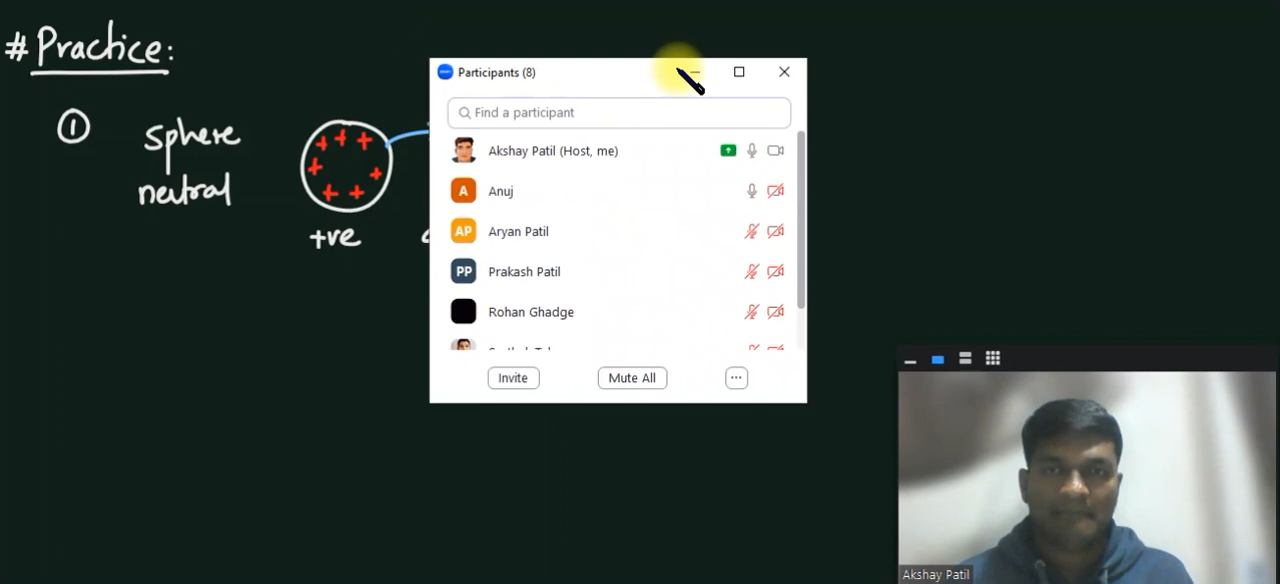 # Practice:
① sphere
neutral
+ + +
+ +
+ +
+ve
Participants (8)
Find a participant
Akshay Patil (Host, me)
A Anuj
AP Aryan Patil
PP Prakash Patil
Rohan Ghadge
Invite
Mute All
...
Akshay Patil